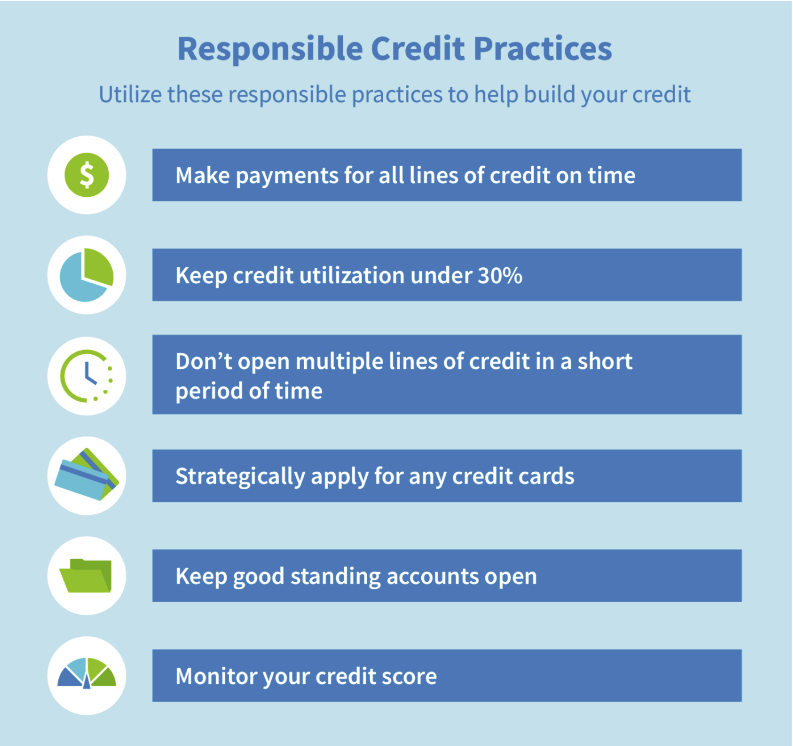 Responsible Credit Practices
Utilize these responsible practices to help build your credit
$
Make payments for all lines of credit on time
Keep credit utilization under 30%
Don’t open multiple lines of credit in a short
period of time
Strategically apply for any credit cards
Keep good standing accounts open
Monitor your credit score